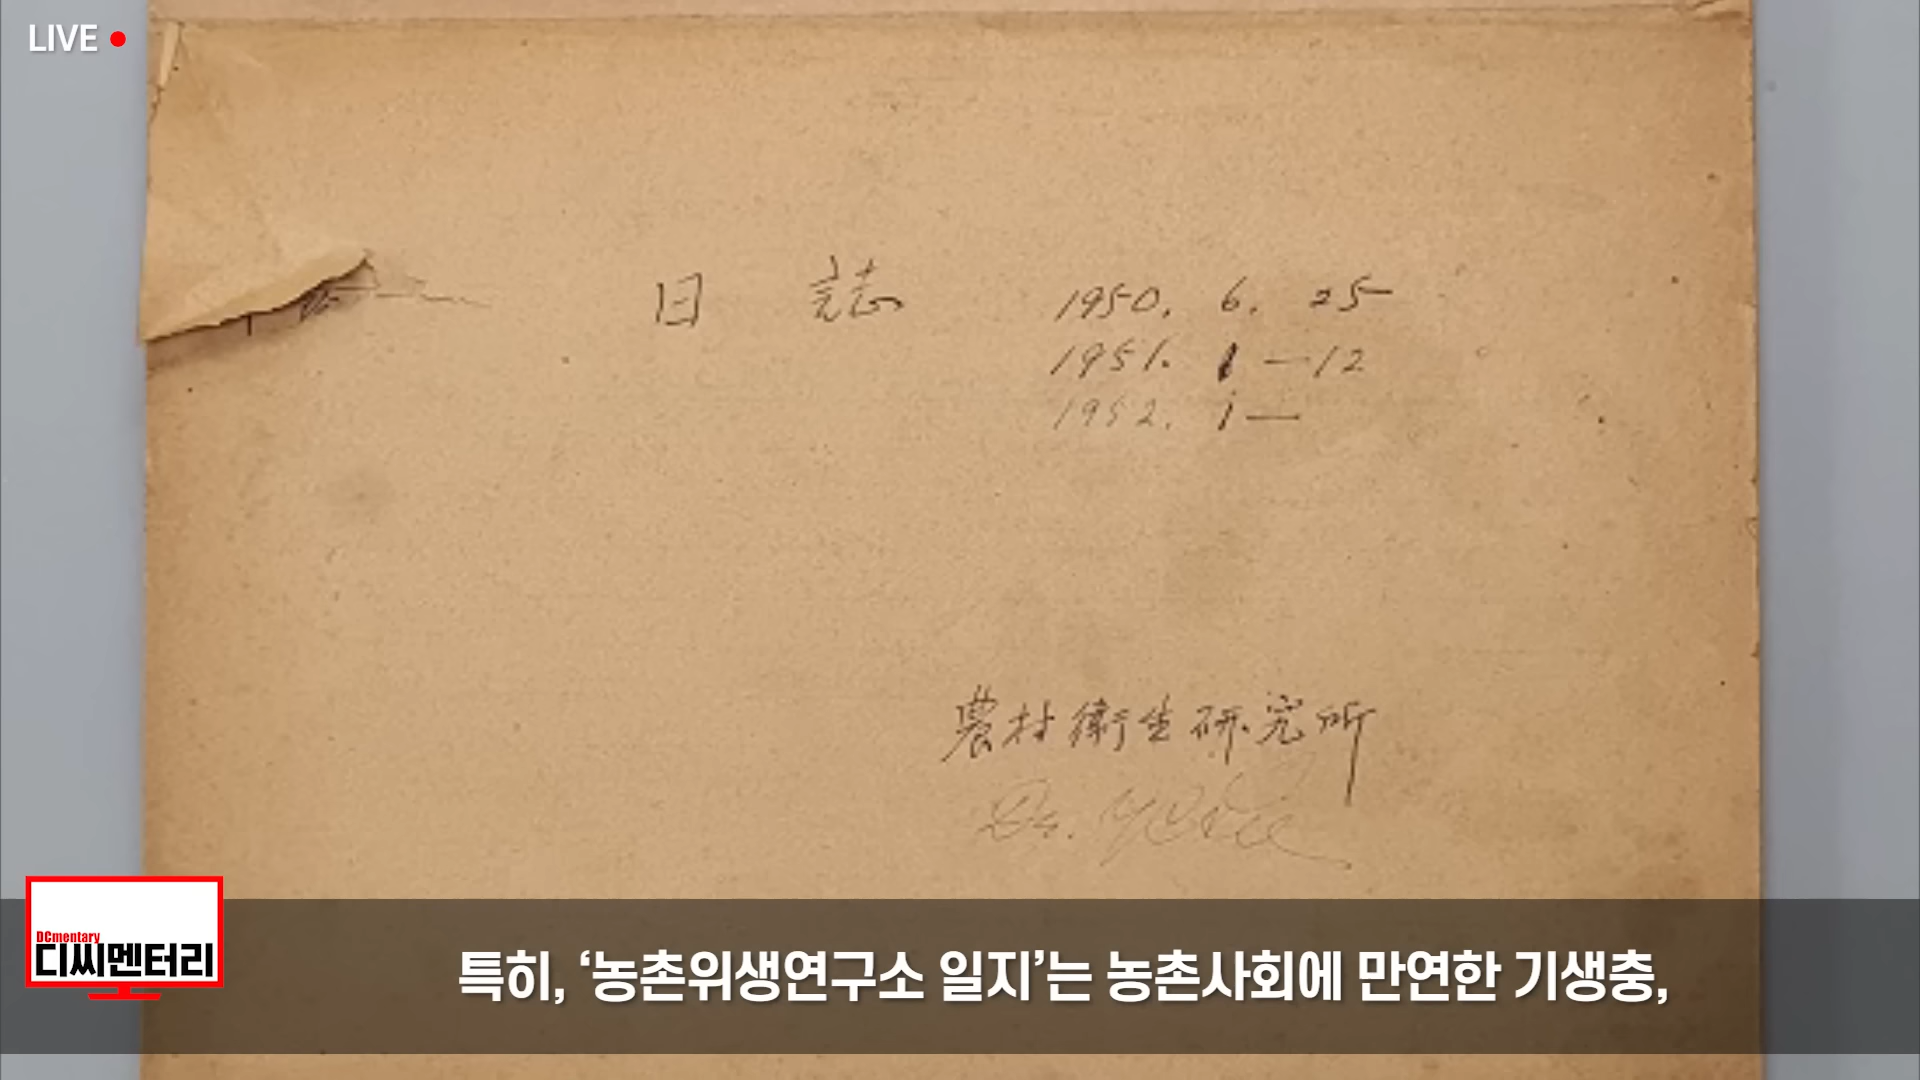 LIVE
日 誌 1950. 6. 25
1951. 1 — 12
1952. 1 —
農村衛生硏究所
Dr.
DCmentary
디씨멘터리
특히, ‘농촌위생연구소 일지’는 농촌사회에 만연한 기생충,